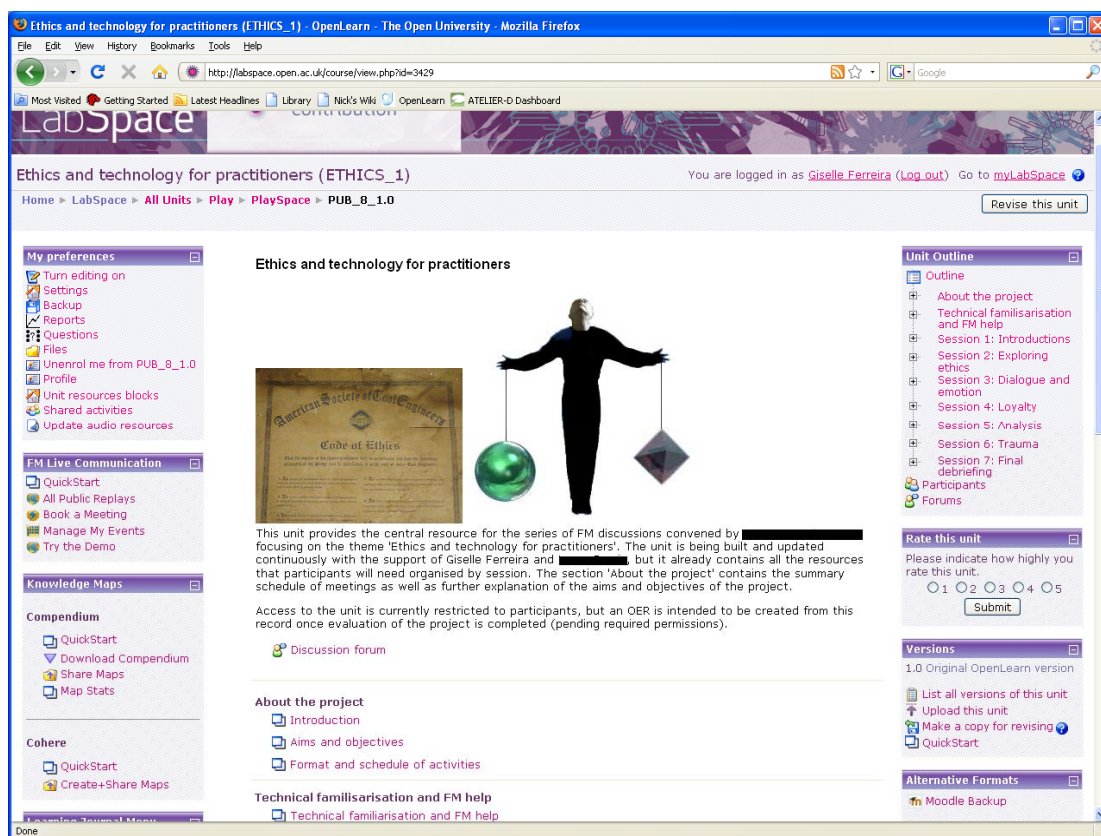 Ethics and technology for practitioners (ETHICS_1) - OpenLearn - The Open University - Mozilla Firefox
File Edit View History Bookmarks Tools Help
http://labspace.open.ac.uk/course/view.php?id=3429
Google
Most Visited Getting Started Latest Headlines Library Nick's Wiki OpenLearn ATELIER-D Dashboard
LabSpace
contribution
Ethics and technology for practitioners (ETHICS_1)
You are logged in as Giselle Ferreira (Log out) Go to myLabSpace
Home ► LabSpace ► All Units ► Play ► PlaySpace ► PUB_8_1.0
Revise this unit
My preferences
Turn editing on
Settings
Backup
Reports
Questions
Files
Unenrol me from PUB_8_1.0
Profile
Unit resources blocks
Shared activities
Update audio resources
FM Live Communication
QuickStart
All Public Replays
Book a Meeting
Manage My Events
Try the Demo
Knowledge Maps
Compendium
QuickStart
Download Compendium
Share Maps
Map Stats
Cohere
QuickStart
Create+Share Maps
Learning Journal Menu
Ethics and technology for practitioners
American Society of Civil Engineers
Code of Ethics
This unit provides the central resource for the series of FM discussions convened by
focusing on the theme 'Ethics and technology for practitioners'. The unit is being built and updated
continuously with the support of Giselle Ferreira and , but it already contains all the resources
that participants will need organised by session. The section 'About the project' contains the summary
schedule of meetings as well as further explanation of the aims and objectives of the project.
Access to the unit is currently restricted to participants, but an OER is intended to be created from this
record once evaluation of the project is completed (pending required permissions).
Discussion forum
About the project
Introduction
Aims and objectives
Format and schedule of activities
Technical familisarisation and FM help
Technical familiarisation and FM help
Unit Outline
Outline
About the project
Technical familisarisation
and FM help
Session 1: Introductions
Session 2: Exploring
ethics
Session 3: Dialogue and
emotion
Session 4: Loyalty
Session 5: Analysis
Session 6: Trauma
Session 7: Final
debriefing
Participants
Forums
Rate this unit
Please indicate how highly you
rate this unit.
1 2 3 4 5
Submit
Versions
1.0 Original OpenLearn version
List all versions of this unit
Upload this unit
Make a copy for revising
QuickStart
Alternative Formats
Moodle Backup
Done